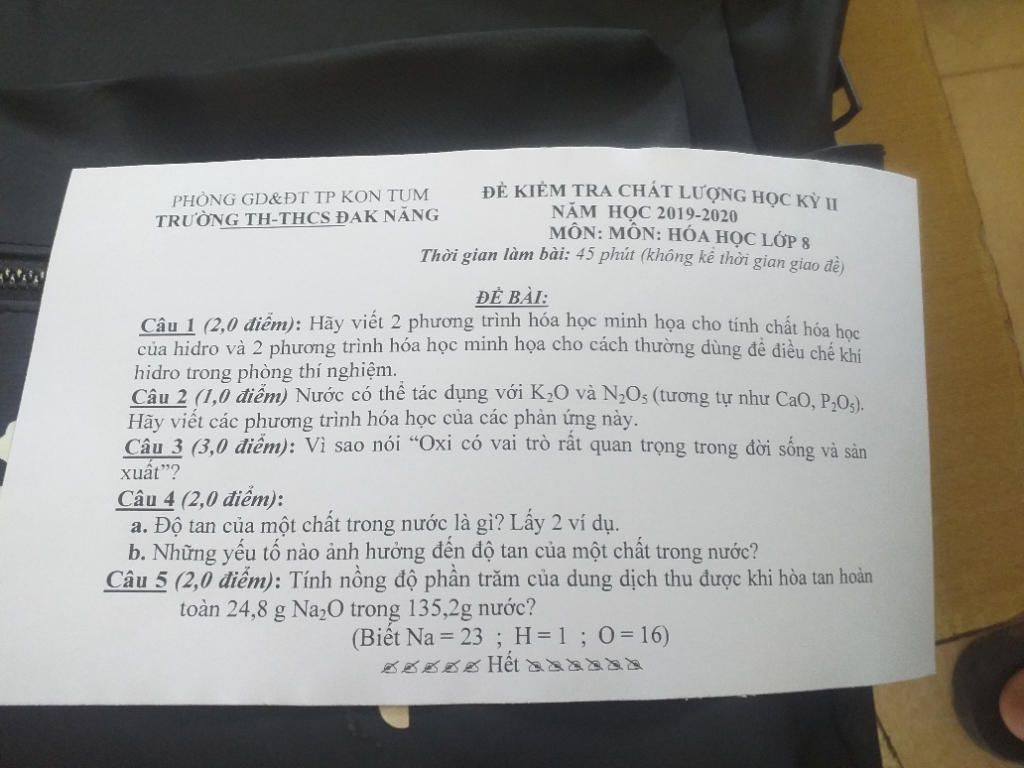 PHÒNG GD&ĐT TP KON TUM
TRƯỜNG TH-THCS ĐAK NĂNG
ĐỀ KIỂM TRA CHẤT LƯỢNG HỌC KỲ II
NĂM HỌC 2019-2020
MÔN: MÔN: HÓA HỌC LỚP 8
Thời gian làm bài: 45 phút (không kể thời gian giao đề)
ĐỀ BÀI:
Câu 1 (2,0 điểm): Hãy viết 2 phương trình hóa học minh họa cho tính chất hóa học
của hidro và 2 phương trình hóa học minh họa cho cách thường dùng để điều chế khí
hidro trong phòng thí nghiệm.
Câu 2 (1,0 điểm) Nước có thể tác dụng với K₂O và N₂O₅ (tương tự như CaO, P₂O₅).
Hãy viết các phương trình hóa học của các phản ứng này.
Câu 3 (3,0 điểm): Vì sao nói “Oxi có vai trò rất quan trọng trong đời sống và sản
xuất”?
Câu 4 (2,0 điểm):
a. Độ tan của một chất trong nước là gì? Lấy 2 ví dụ.
b. Những yếu tố nào ảnh hưởng đến độ tan của một chất trong nước?
Câu 5 (2,0 điểm): Tính nồng độ phần trăm của dung dịch thu được khi hòa tan hoàn
toàn 24,8 g Na₂O trong 135,2g nước?
(Biết Na = 23 ; H = 1 ; O = 16)
Hết